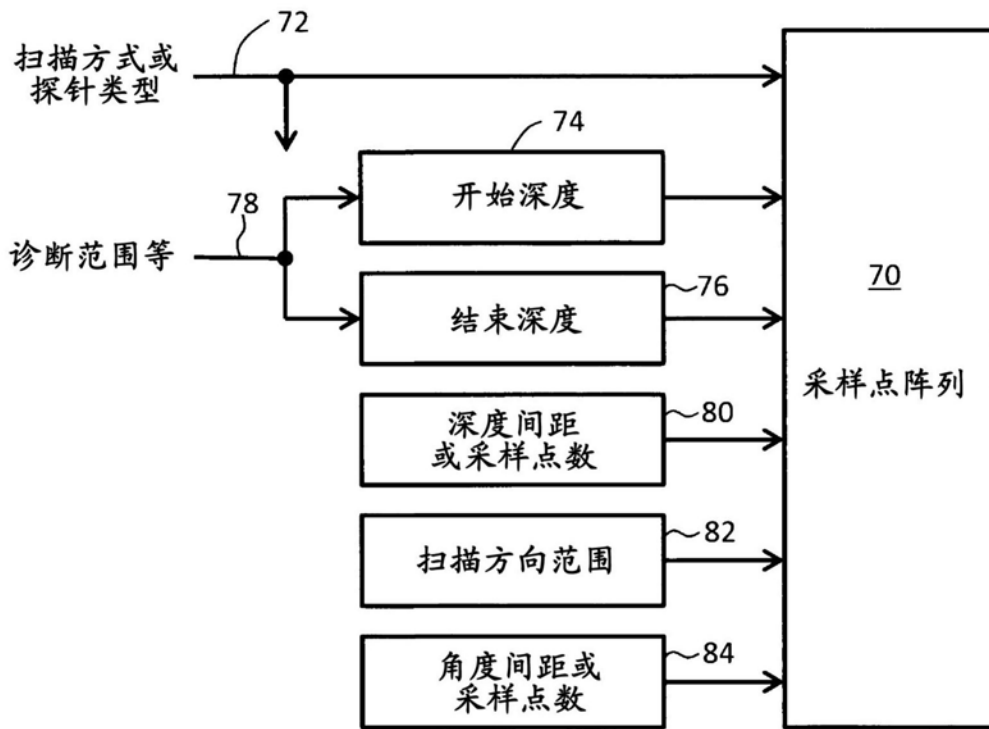 扫描方式或
探针类型
72
74
开始深度
78
诊断范围等
76
结束深度
70
采样点阵列
80
深度间距
或采样点数
82
扫描方向范围
84
角度间距或
采样点数